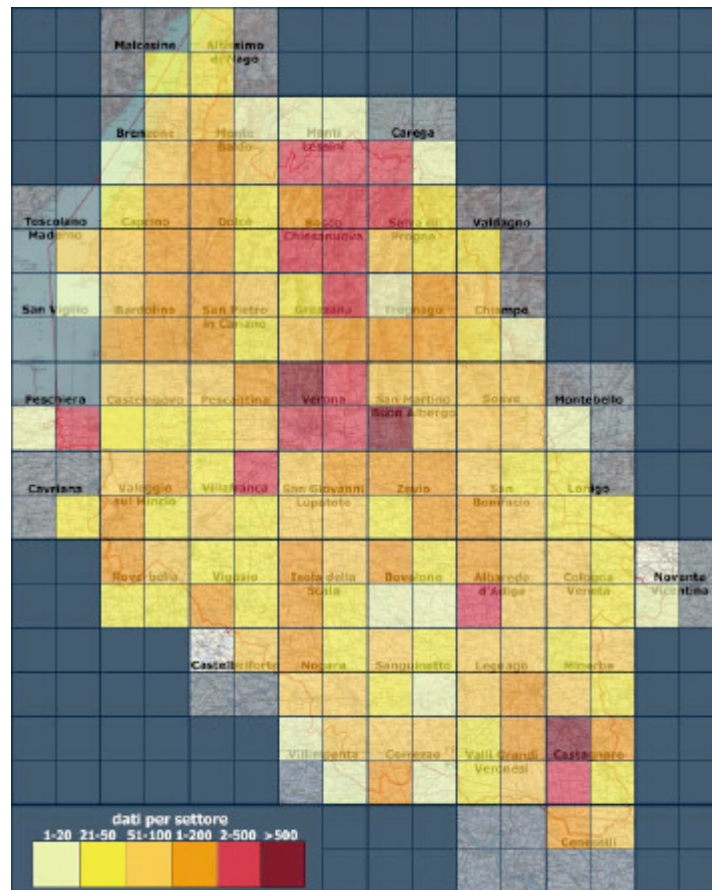 Malcesine Altissimo
di Nago
Brenzone Monte
Baldo Monti
Lessini Carega
Toscolano
Maderno Caprino Dolcè Bosco
Chiesanuova Selva di
Progno Valdagno
San Vigilio Bardolino San Pietro
in Cariano Grezzana Tregnago Chiampo
Peschiera Castelnuovo Pescantina Verona San Martino
Buon Albergo Soave Montebello
Cavriana Valeggio
sul Mincio Villafranca San Giovanni
Lupatoto Zevio San
Bonifacio Lonigo
Roverbella Vigasio Isola della
Scala Bovolone Albaredo
d'Adige Cologna
Veneta Noventa
Vicentina
Castelbelforte Nogara Sanguinetto Legnago Minerbe
Villimpenta Correzzo Valli Grandi
Veronesi Castagnaro
Ceneselli
dati per settore
1-20 21-50 51-100 1-200 2-500 >500